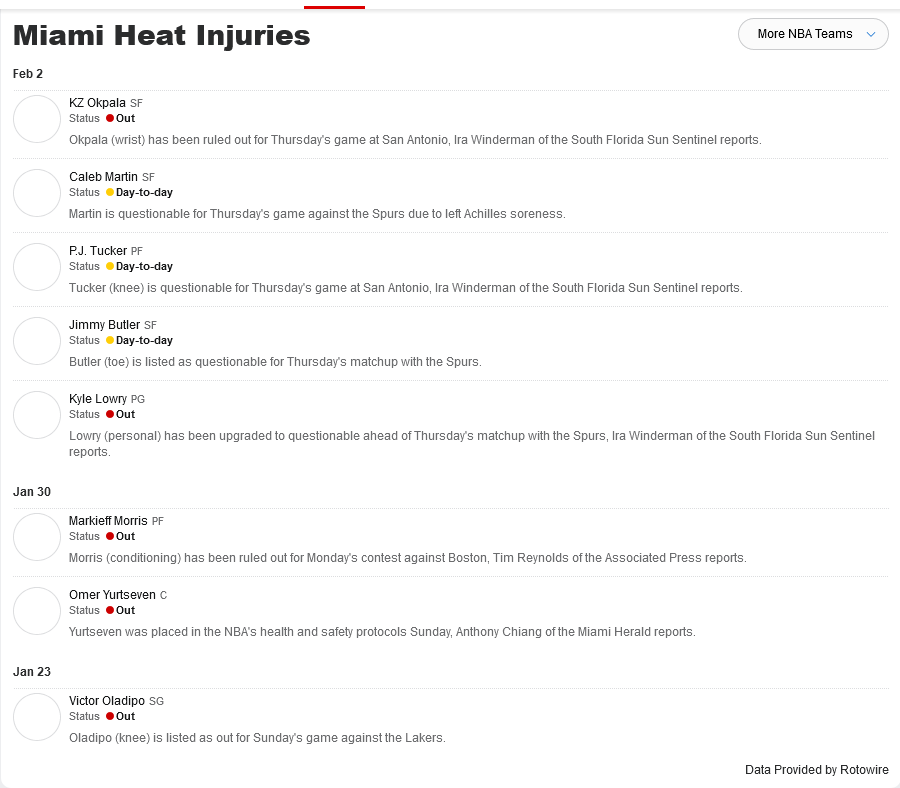 Miami Heat Injuries
More NBA Teams
Feb 2
KZ Okpala SF
Status Out
Okpala (wrist) has been ruled out for Thursday's game at San Antonio, Ira Winderman of the South Florida Sun Sentinel reports.
Caleb Martin SF
Status Day-to-day
Martin is questionable for Thursday's game against the Spurs due to left Achilles soreness.
P.J. Tucker PF
Status Day-to-day
Tucker (knee) is questionable for Thursday's game at San Antonio, Ira Winderman of the South Florida Sun Sentinel reports.
Jimmy Butler SF
Status Day-to-day
Butler (toe) is listed as questionable for Thursday's matchup with the Spurs.
Kyle Lowry PG
Status Out
Lowry (personal) has been upgraded to questionable ahead of Thursday's matchup with the Spurs, Ira Winderman of the South Florida Sun Sentinel
reports.
Jan 30
Markieff Morris PF
Status Out
Morris (conditioning) has been ruled out for Monday's contest against Boston, Tim Reynolds of the Associated Press reports.
Omer Yurtseven C
Status Out
Yurtseven was placed in the NBA's health and safety protocols Sunday, Anthony Chiang of the Miami Herald reports.
Jan 23
Victor Oladipo SG
Status Out
Oladipo (knee) is listed as out for Sunday's game against the Lakers.
Data Provided by Rotowire